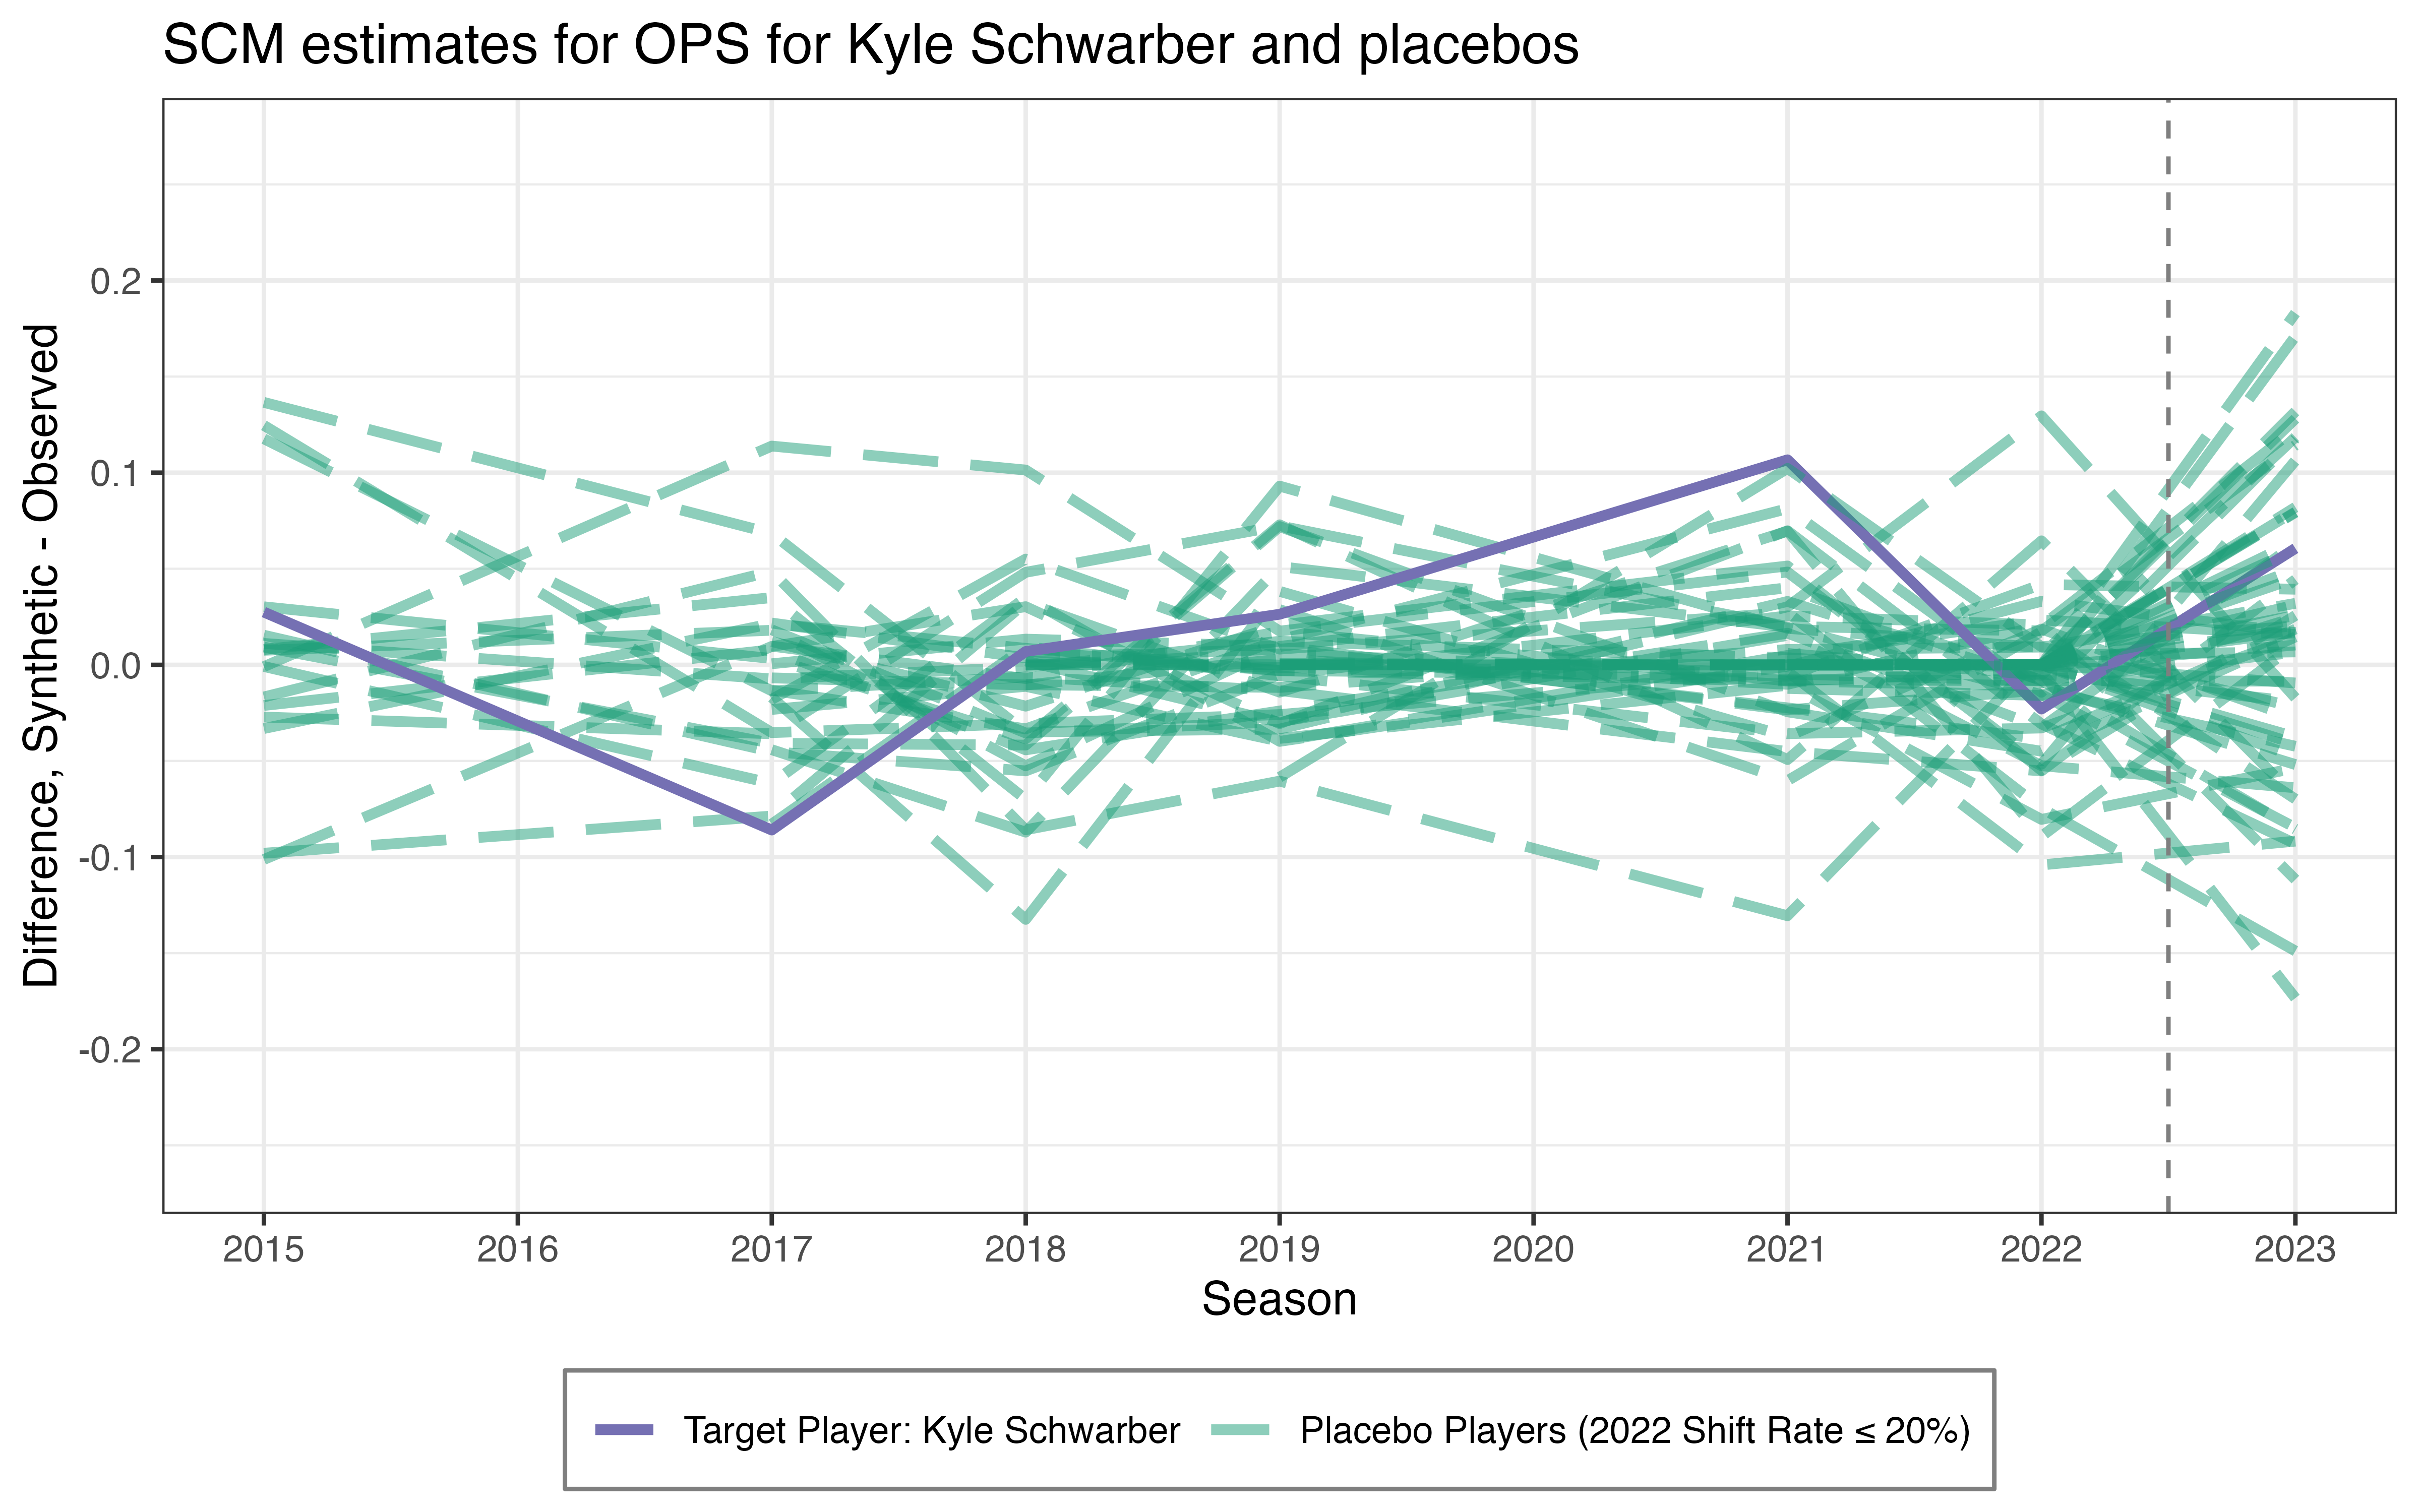 SCM estimates for OPS for Kyle Schwarber and placebos
Difference, Synthetic - Observed
0.2
0.1
0.0
-0.1
-0.2
2015 2016 2017 2018 2019 2020 2021 2022 2023
Season
Target Player: Kyle Schwarber Placebo Players (2022 Shift Rate ≤ 20%)